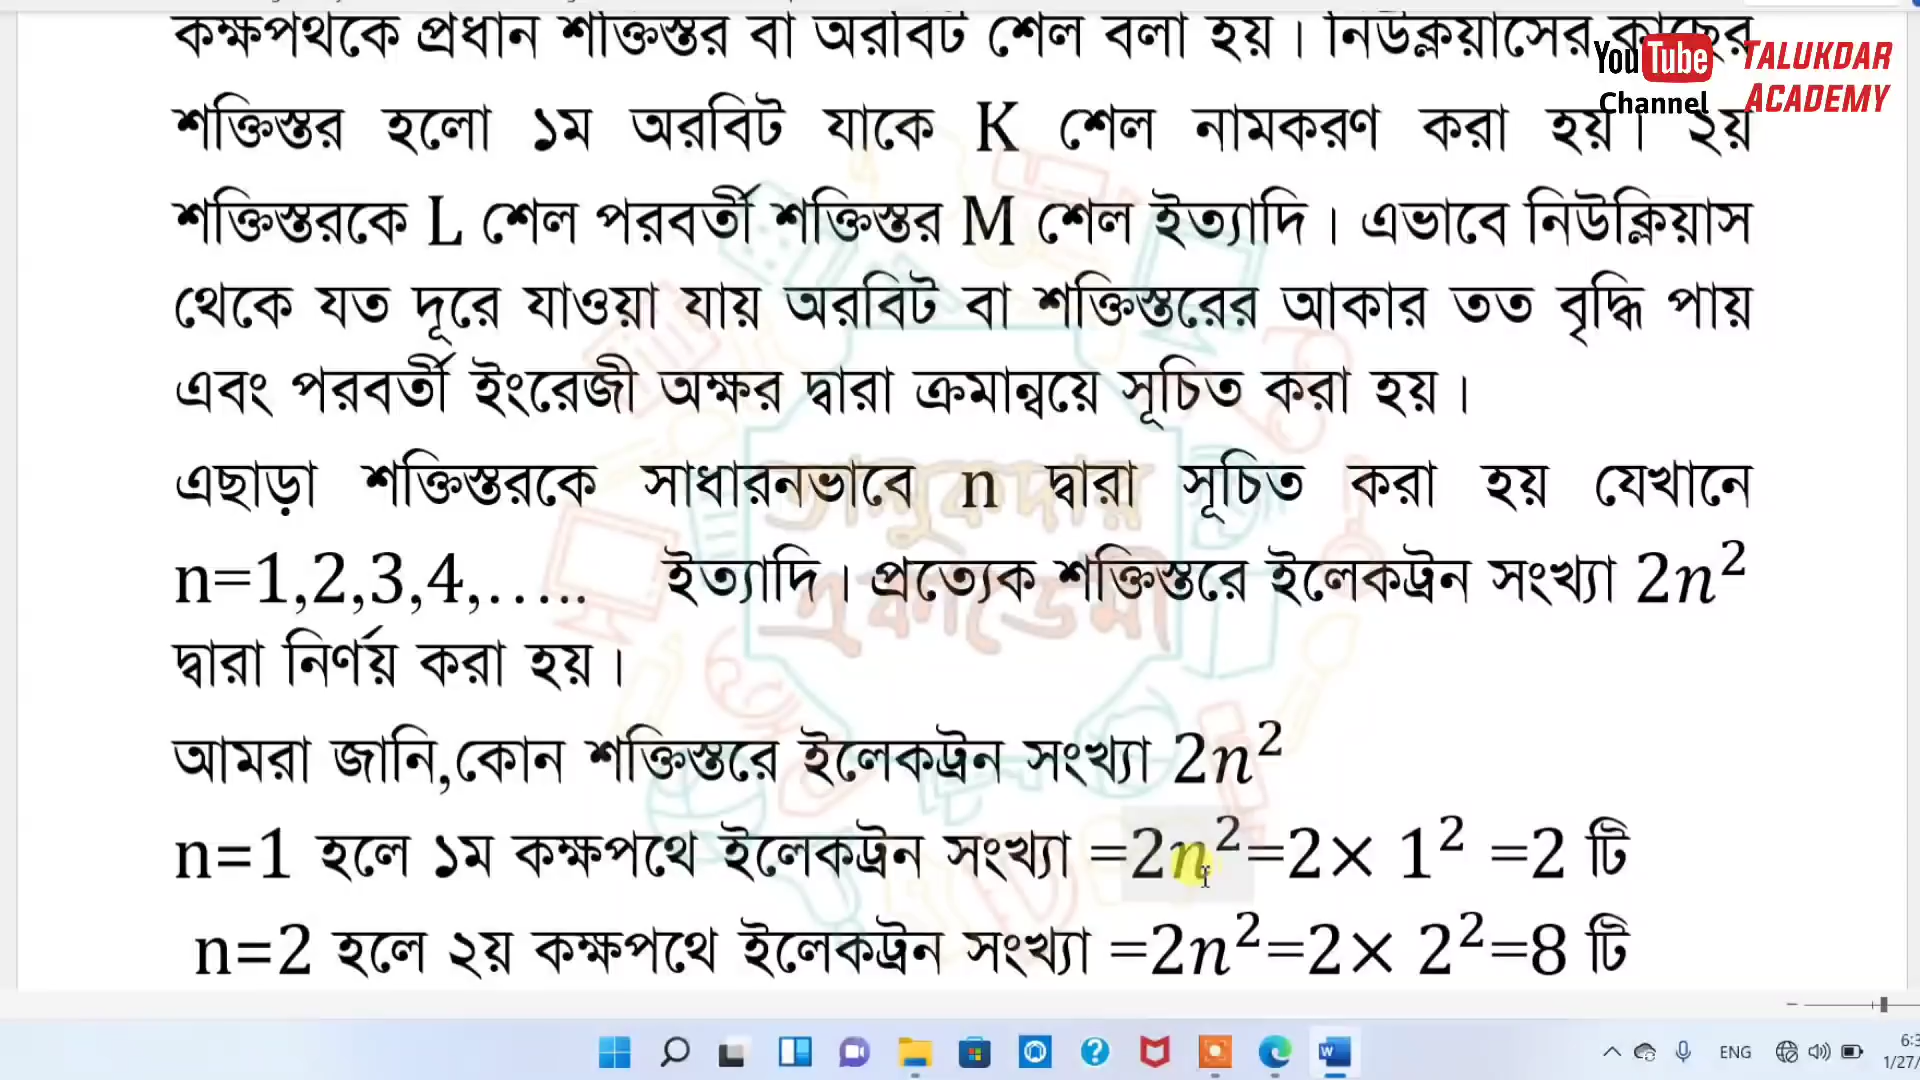 কক্ষপথকে প্রধান শক্তিস্তর বা অরবিট শেল বলা হয়। নিউক্লয়াসের কাছের
YouTube Channel
TALUKDAR ACADEMY
শক্তিস্তর হলো ১ম অরবিট যাকে K শেল নামকরণ করা হয়। ২য়
শক্তিস্তরকে L শেল পরবর্তী শক্তিস্তর M শেল ইত্যাদি। এভাবে নিউক্লিয়াস
থেকে যত দূরে যাওয়া যায় অরবিট বা শক্তিস্তরের আকার তত বৃদ্ধি পায়
এবং পরবর্তী ইংরেজী অক্ষর দ্বারা ক্রমান্বয়ে সূচিত করা হয়।
এছাড়া শক্তিস্তরকে সাধারনভাবে n দ্বারা সূচিত করা হয় যেখানে
n=1,2,3,4,….. ইত্যাদি। প্রত্যেক শক্তিস্তরে ইলেকট্রন সংখ্যা 2n²
দ্বারা নির্ণয় করা হয়।
আমরা জানি,কোন শক্তিস্তরে ইলেকট্রন সংখ্যা 2n²
n=1 হলে ১ম কক্ষপথে ইলেকট্রন সংখ্যা =2n²=2× 1² =2 টি
n=2 হলে ২য় কক্ষপথে ইলেকট্রন সংখ্যা =2n²=2× 2²=8 টি
তালুকদার
একাডেমী
ENG